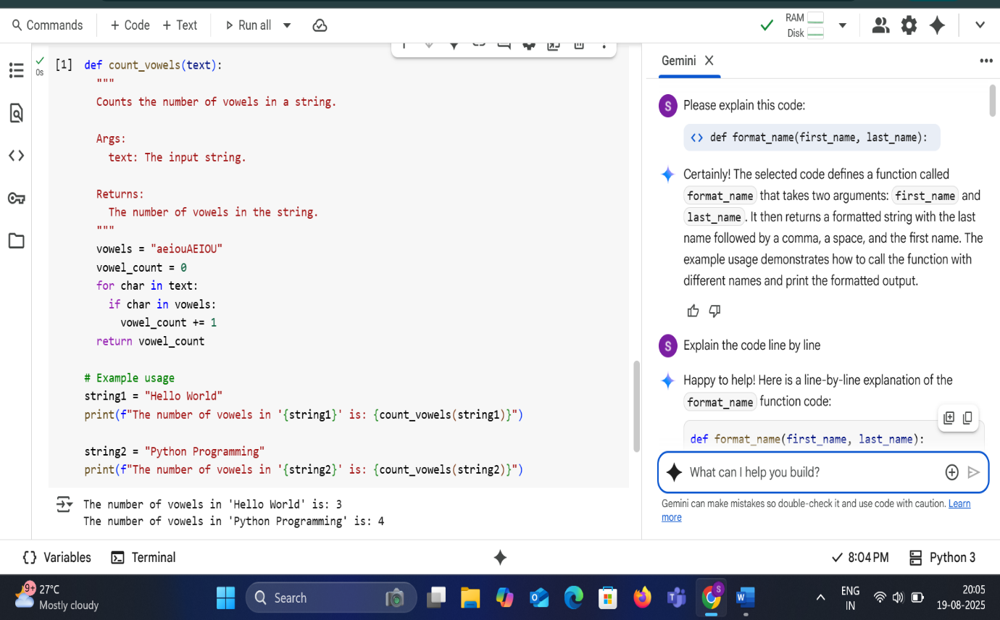 Commands + Code + Text Run all RAM
Disk
[1] def count_vowels(text):
0s
"""
Counts the number of vowels in a string.
Args:
text: The input string.
Returns:
The number of vowels in the string.
"""
vowels = "aeiouAEIOU"
vowel_count = 0
for char in text:
if char in vowels:
vowel_count += 1
return vowel_count
# Example usage
string1 = "Hello World"
print(f"The number of vowels in '{string1}' is: {count_vowels(string1)}")
string2 = "Python Programming"
print(f"The number of vowels in '{string2}' is: {count_vowels(string2)}")
The number of vowels in 'Hello World' is: 3
The number of vowels in 'Python Programming' is: 4
Gemini X
S Please explain this code:
<> def format_name(first_name, last_name):
Certainly! The selected code defines a function called
format_name that takes two arguments: first_name and
last_name. It then returns a formatted string with the last
name followed by a comma, a space, and the first name. The
example usage demonstrates how to call the function with
different names and print the formatted output.
S Explain the code line by line
Happy to help! Here is a line-by-line explanation of the
format_name function code:
def format_name(first_name, last_name):
What can I help you build?
Gemini can make mistakes so double-check it and use code with caution. Learn
more
{} Variables Terminal 8:04 PM Python 3
9+ 27°C
Mostly cloudy
Search
S
W
ENG
IN
20:05
19-08-2025